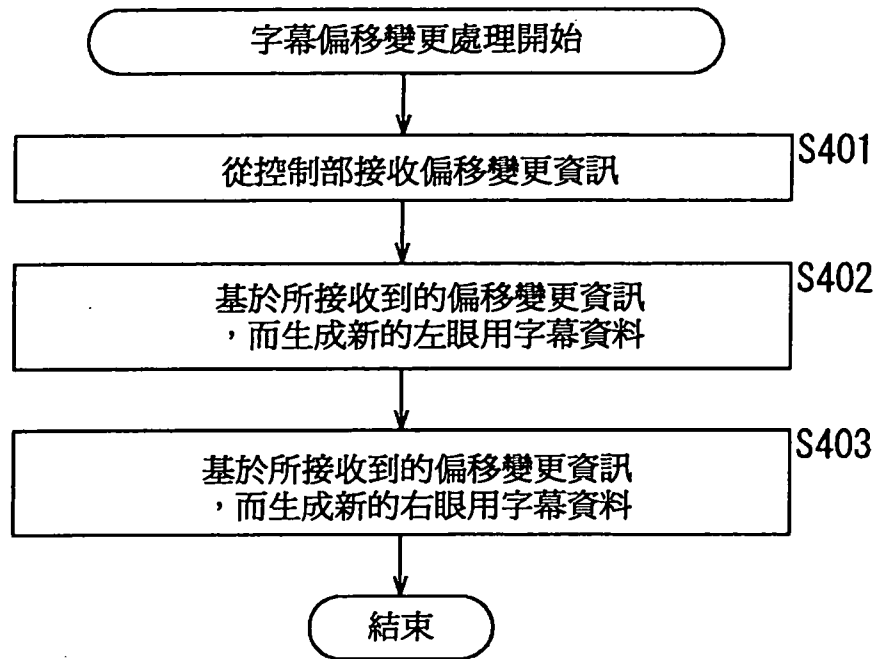 字幕偏移變更處理開始
S401
從控制部接收偏移變更資訊
S402
基於所接收到的偏移變更資訊
，而生成新的左眼用字幕資料
S403
基於所接收到的偏移變更資訊
，而生成新的右眼用字幕資料
結束